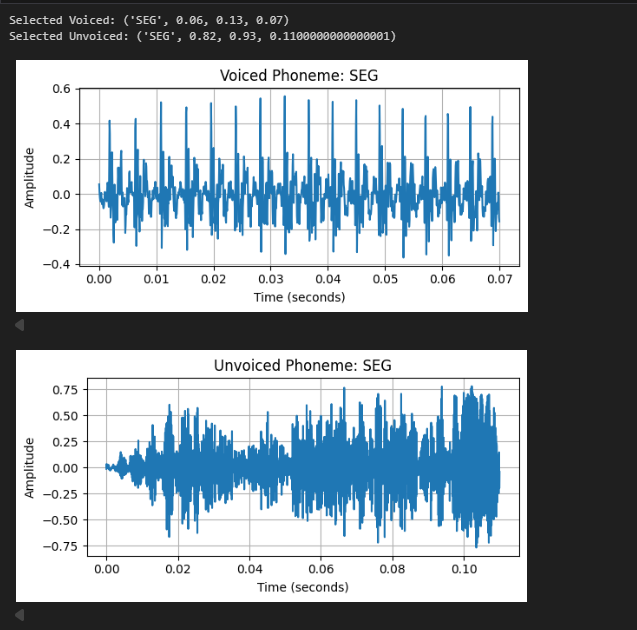 Selected Voiced: ('SEG', 0.06, 0.13, 0.07)
Selected Unvoiced: ('SEG', 0.82, 0.93, 0.1100000000000001)
Voiced Phoneme: SEG
0.6
0.4
0.2
0.0
−0.2
−0.4
Amplitude
0.00 0.01 0.02 0.03 0.04 0.05 0.06 0.07
Time (seconds)
Unvoiced Phoneme: SEG
0.75
0.50
0.25
0.00
−0.25
−0.50
−0.75
Amplitude
0.00 0.02 0.04 0.06 0.08 0.10
Time (seconds)